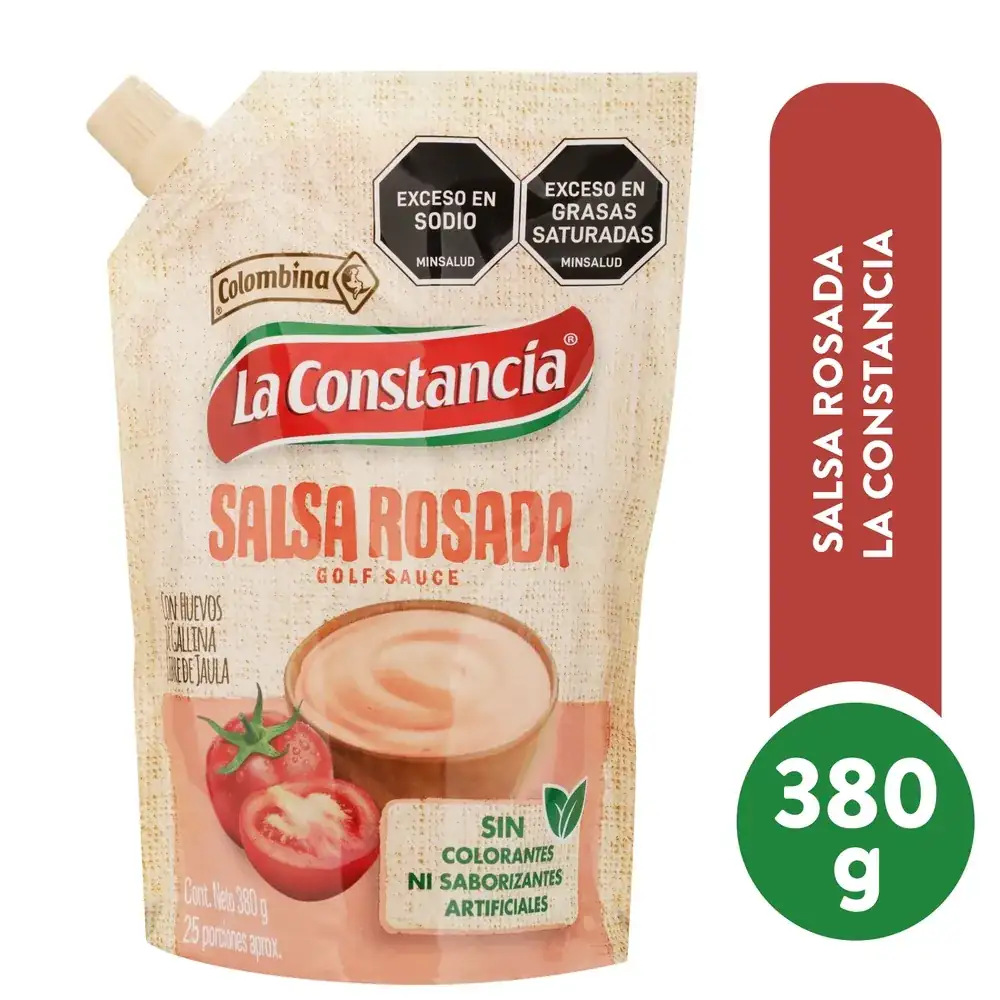 EXCESO EN
SODIO
MINSALUD
EXCESO EN
GRASAS
SATURADAS
MINSALUD
Colombina
®
La Constancia®
SALSA ROSADA
GOLF SAUCE
CON HUEVOS
DE GALLINA
LIBRE DE JAULA
SIN
COLORANTES
NI SABORIZANTES
ARTIFICIALES
Cont. Neto 380 g
25 porciones aprox.
SALSA ROSADA
LA CONSTANCIA
380
g